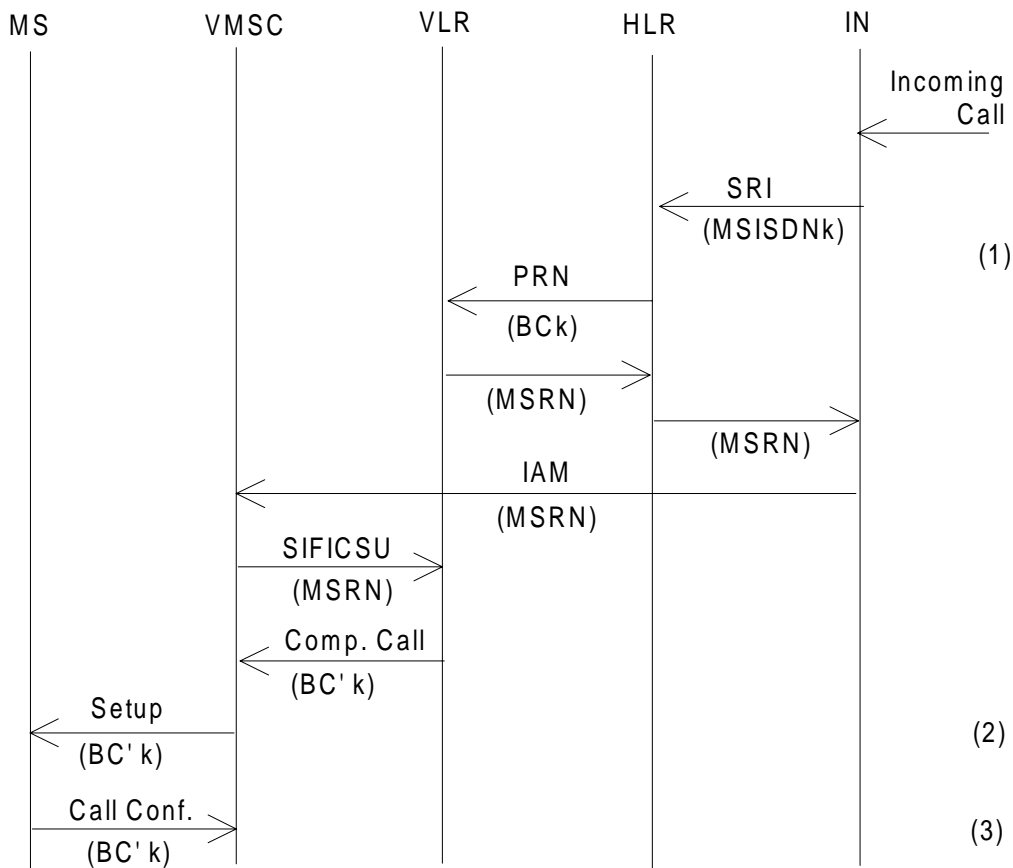 MS VMSC VLR HLR IN
Incoming
Call
SRI
(MSISDNk)
(1)
PRN
(BCk)
(MSRN)
(MSRN)
IAM
(MSRN)
SIFICSU
(MSRN)
Comp. Call
(BC'k)
Setup
(2)
(BC'k)
Call Conf.
(3)
(BC'k)